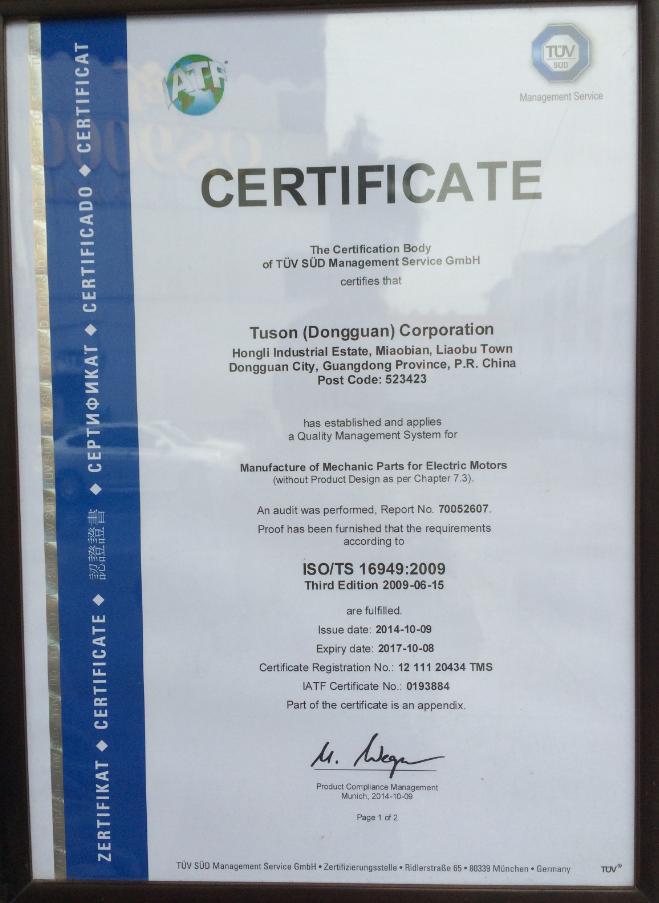 IATF
TÜV
SÜD
Management Service
CERTIFICATE
The Certification Body
of TÜV SÜD Management Service GmbH
certifies that
Tuson (Dongguan) Corporation
Hongli Industrial Estate, Miaobian, Liaobu Town
Dongguan City, Guangdong Province, P.R. China
Post Code: 523423
has established and applies
a Quality Management System for
Manufacture of Mechanic Parts for Electric Motors
(without Product Design as per Chapter 7.3).
An audit was performed, Report No. 70052607.
Proof has been furnished that the requirements
according to
ISO/TS 16949:2009
Third Edition 2009-06-15
are fulfilled.
Issue date: 2014-10-09
Expiry date: 2017-10-08
Certificate Registration No.: 12 111 20434 TMS
IATF Certificate No.: 0193884
Part of the certificate is an appendix.
Product Compliance Management
Munich, 2014-10-09
Page 1 of 2
TÜV SÜD Management Service GmbH • Zertifizierungsstelle • Ridlerstraße 65 • 80339 München • Germany
TÜV®
ZERTIFIKAT ◆ CERTIFICATE ◆ 認證證書 ◆ СЕРТИФИКАТ ◆ CERTIFICADO ◆ CERTIFICAT